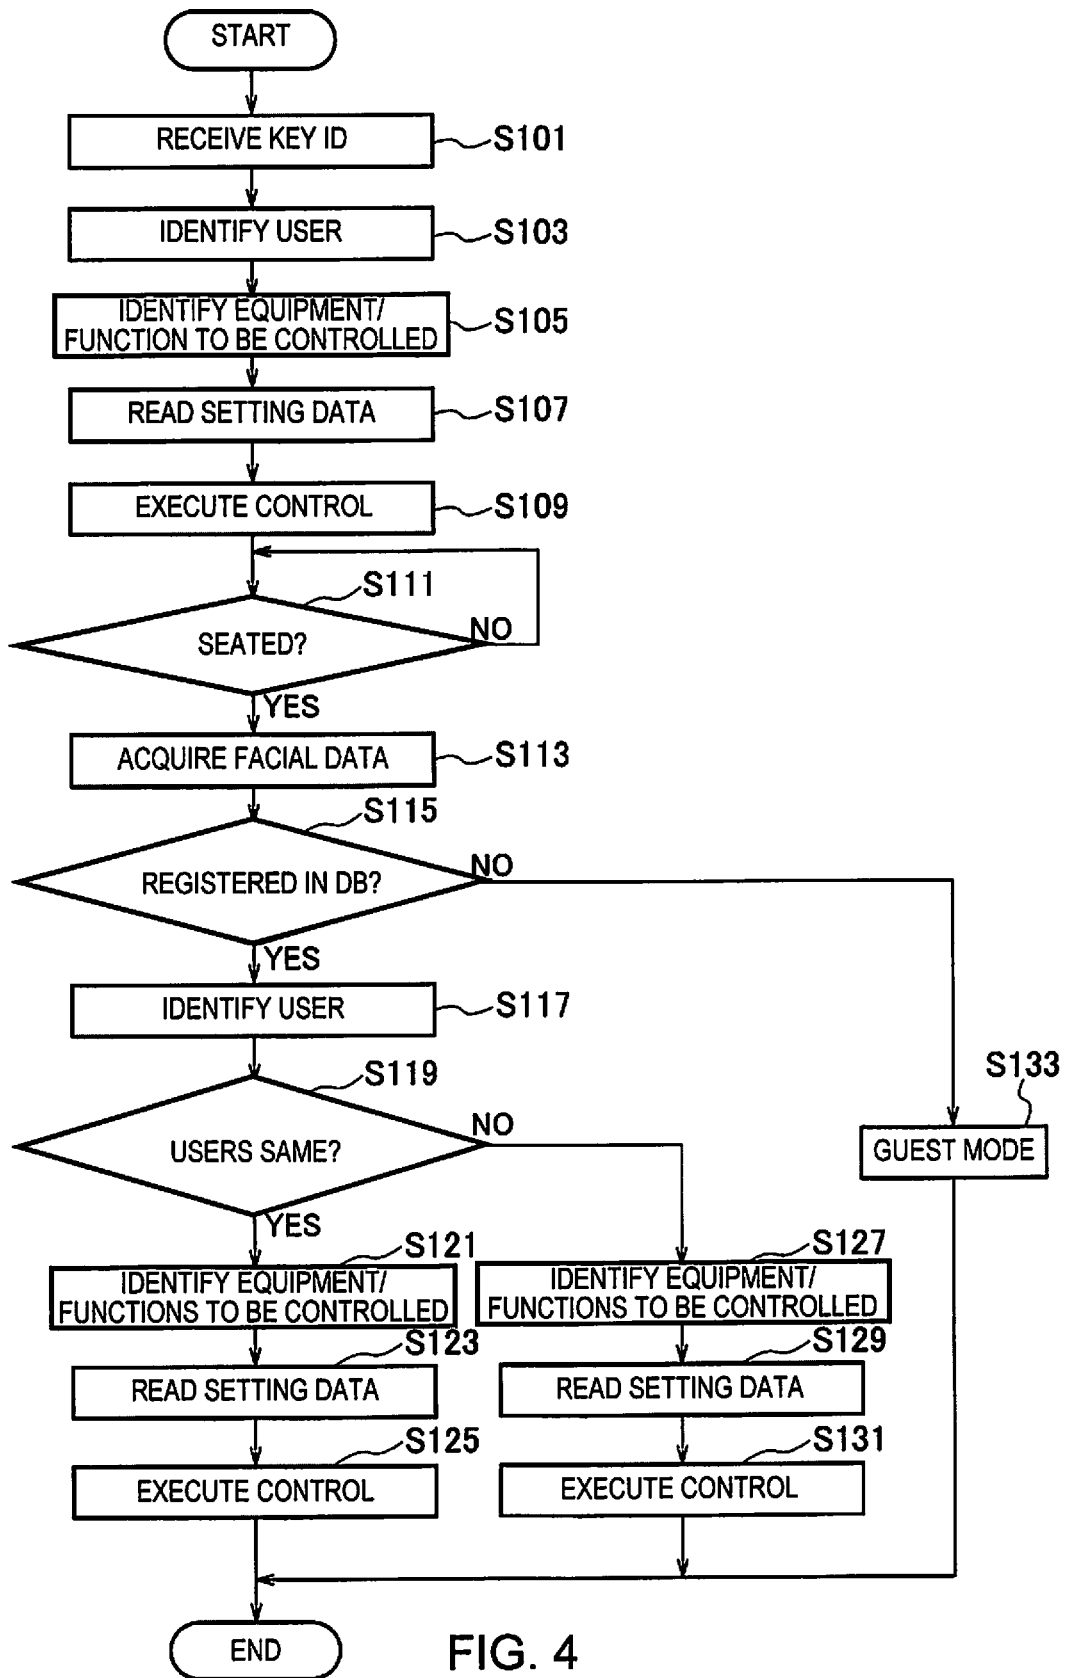 START
RECEIVE KEY ID
S101
IDENTIFY USER
S103
IDENTIFY EQUIPMENT/
FUNCTION TO BE CONTROLLED
S105
READ SETTING DATA
S107
EXECUTE CONTROL
S109
S111
SEATED?
NO
YES
ACQUIRE FACIAL DATA
S113
S115
REGISTERED IN DB?
NO
YES
IDENTIFY USER
S117
S119
USERS SAME?
NO
YES
S133
GUEST MODE
S121
IDENTIFY EQUIPMENT/
FUNCTIONS TO BE CONTROLLED
S127
IDENTIFY EQUIPMENT/
FUNCTIONS TO BE CONTROLLED
S123
READ SETTING DATA
S129
READ SETTING DATA
S125
EXECUTE CONTROL
S131
EXECUTE CONTROL
END
FIG. 4